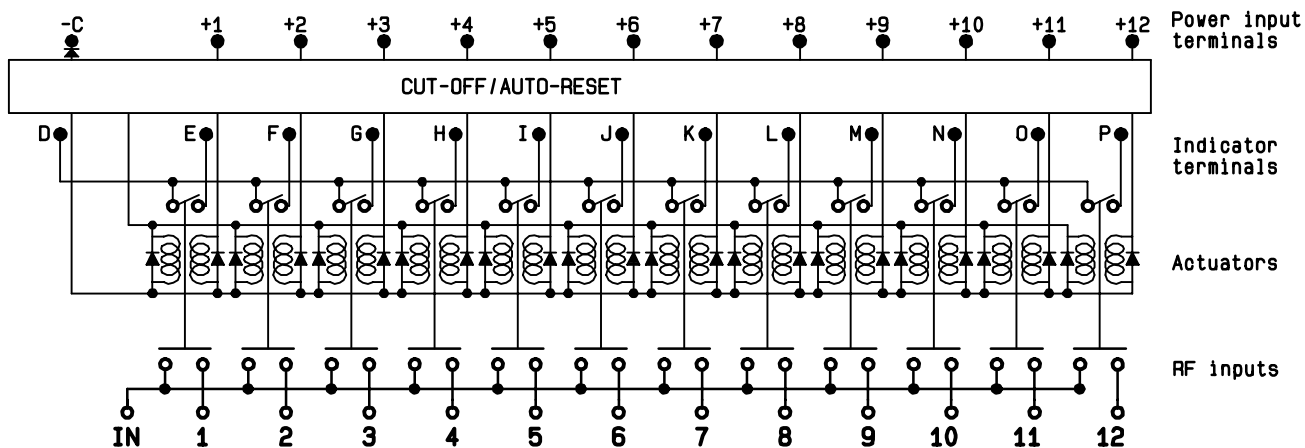 -C +1 +2 +3 +4 +5 +6 +7 +8 +9 +10 +11 +12
Power input
terminals
CUT-OFF/AUTO-RESET
D E F G H I J K L M N O P
Indicator
terminals
Actuators
RF inputs
IN 1 2 3 4 5 6 7 8 9 10 11 12